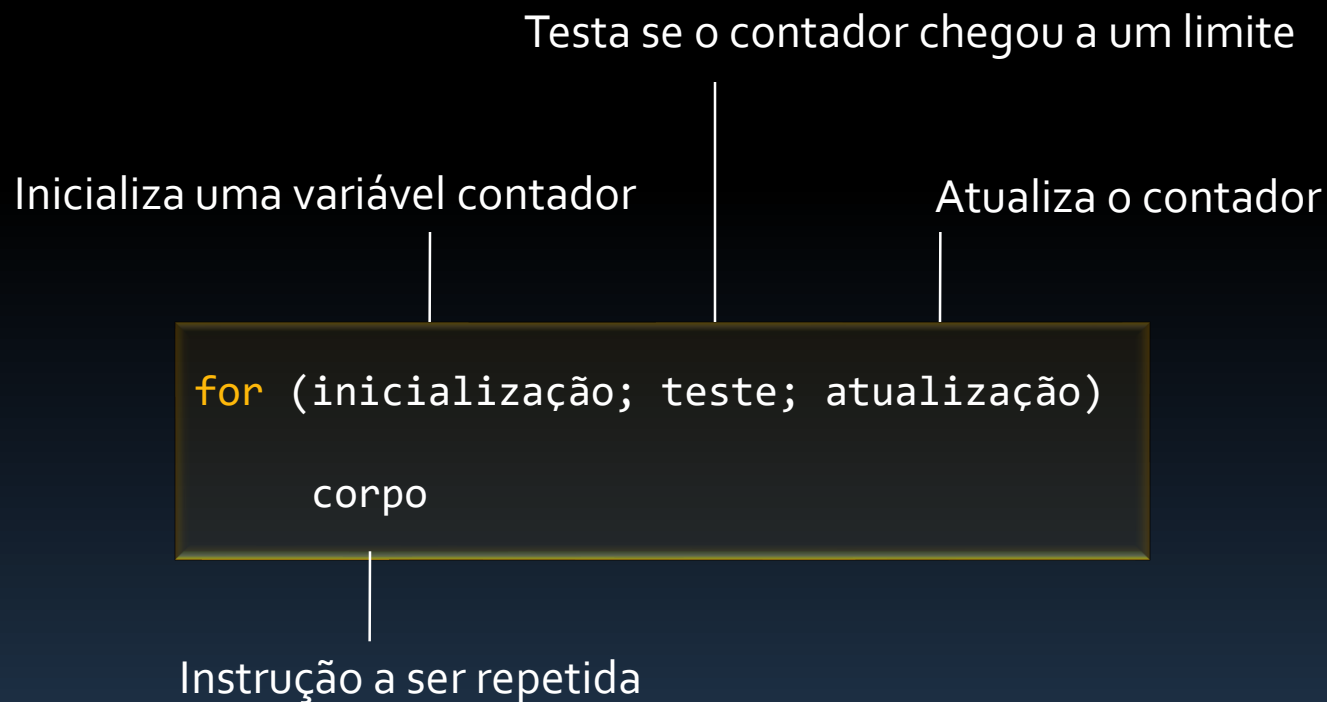 Testa se o contador chegou a um limite
Inicializa uma variável contador
Atualiza o contador
for (inicialização; teste; atualização)
corpo
Instrução a ser repetida